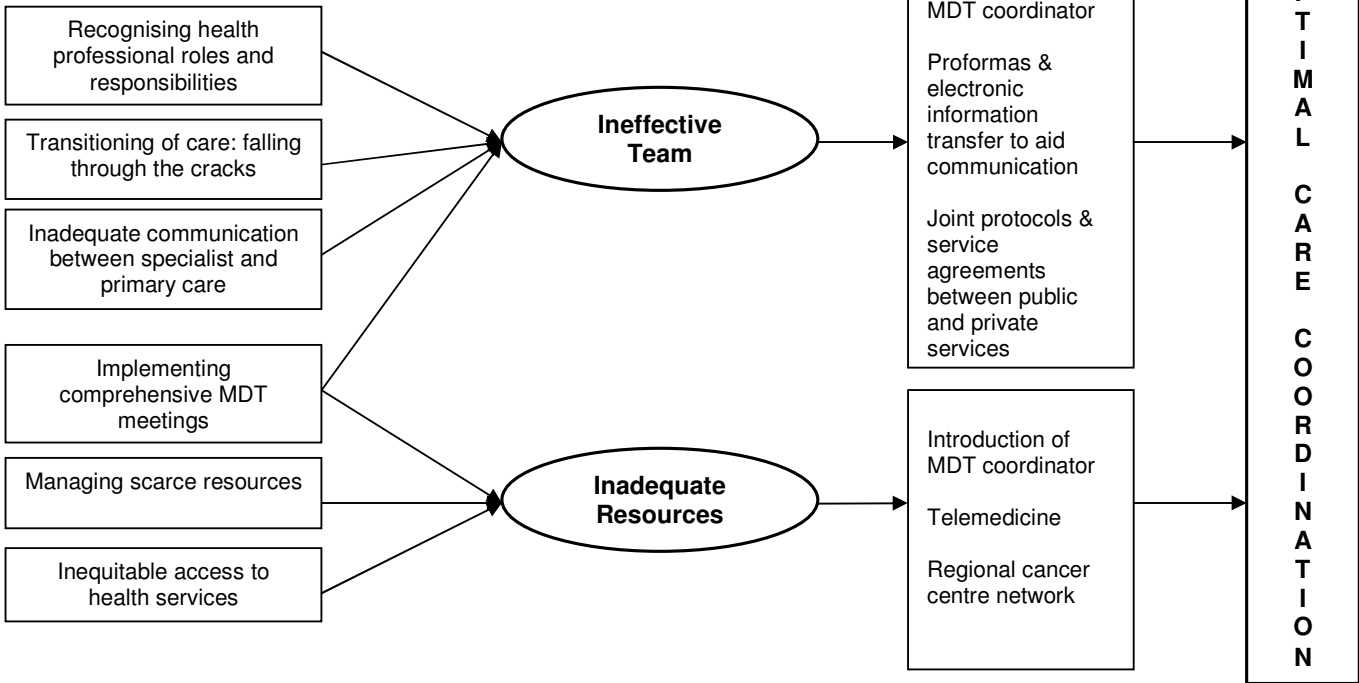 Recognising health
professional roles and
responsibilities
Transitioning of care: falling
through the cracks
Inadequate communication
between specialist and
primary care
Implementing
comprehensive MDT
meetings
Managing scarce resources
Inequitable access to
health services
Ineffective
Team
Inadequate
Resources
MDT coordinator
Proformas &
electronic
information
transfer to aid
communication
Joint protocols &
service
agreements
between public
and private
services
Introduction of
MDT coordinator
Telemedicine
Regional cancer
centre network
T
I
M
A
L
C
A
R
E
C
O
O
R
D
I
N
A
T
I
O
N